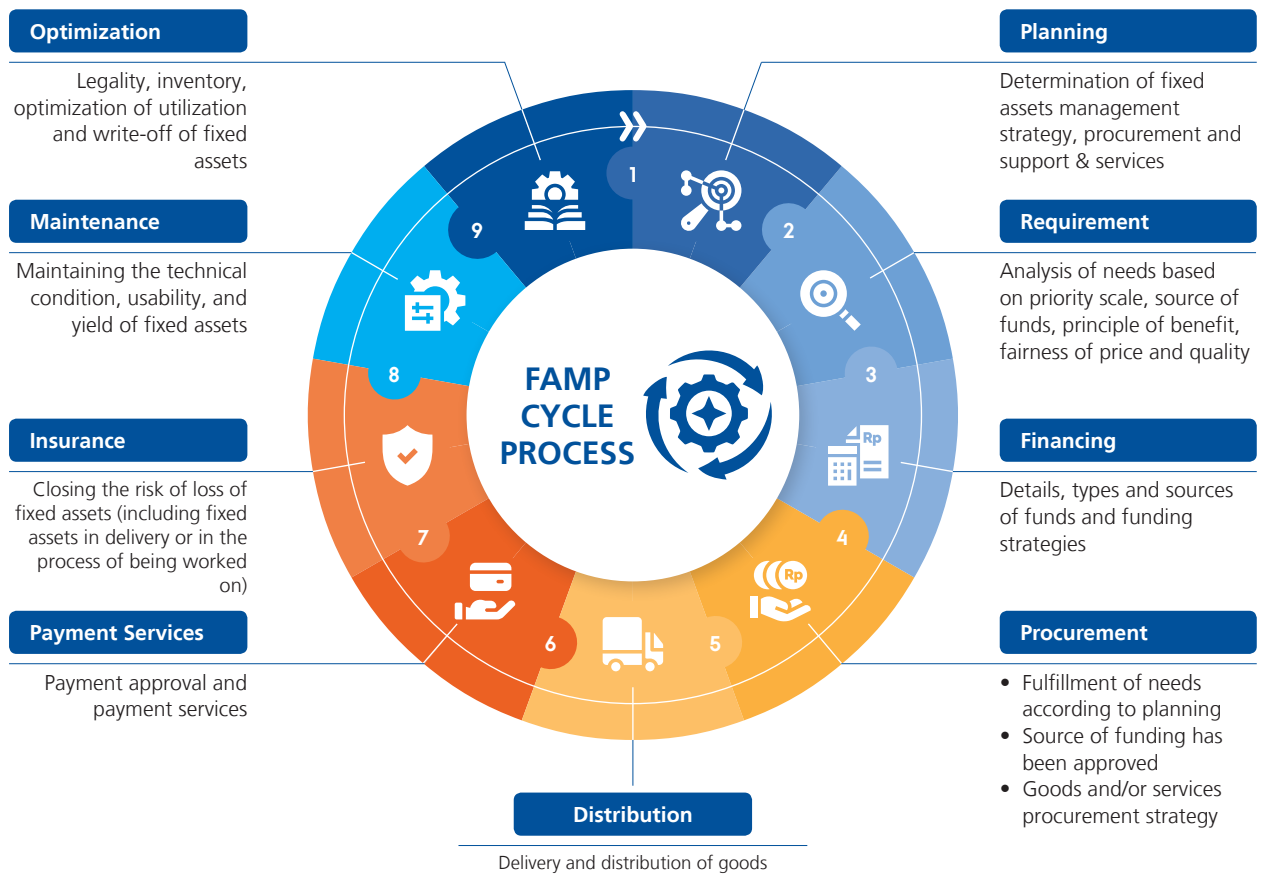 Optimization
Legality, inventory,
optimization of utilization
and write-off of fixed
assets
Maintenance
Maintaining the technical
condition, usability, and
yield of fixed assets
Insurance
Closing the risk of loss of
fixed assets (including fixed
assets in delivery or in the
process of being worked
on)
Payment Services
Payment approval and
payment services
1
2
3
4
5
6
7
8
9
Rp
Rp
FAMP
CYCLE
PROCESS
Planning
Determination of fixed
assets management
strategy, procurement and
support & services
Requirement
Analysis of needs based
on priority scale, source of
funds, principle of benefit,
fairness of price and quality
Financing
Details, types and sources
of funds and funding
strategies
Procurement
• Fulfillment of needs
according to planning
• Source of funding has
been approved
• Goods and/or services
procurement strategy
Distribution
Delivery and distribution of goods